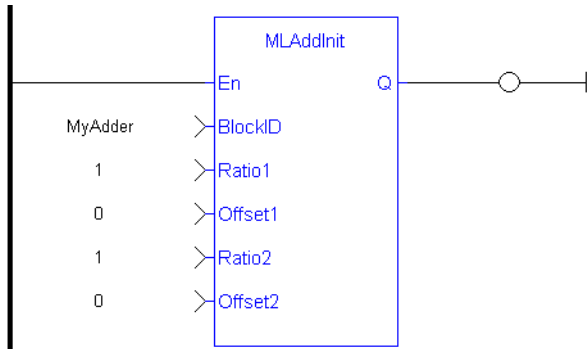 MLAddInit
En Q
MyAdder BlockID
1 Ratio1
0 Offset1
1 Ratio2
0 Offset2